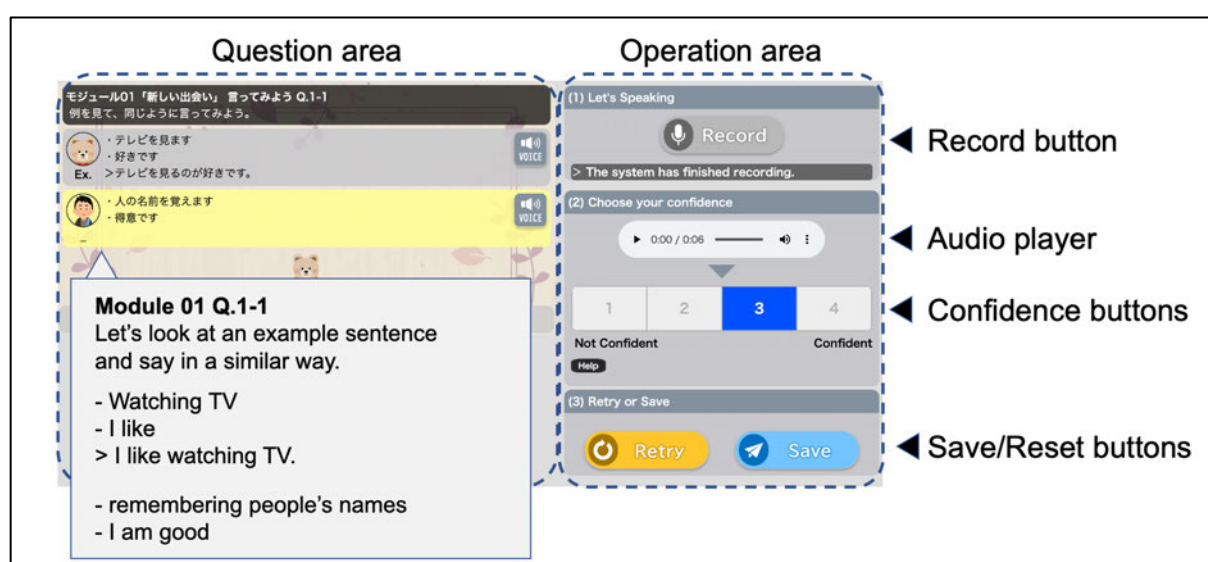 Question area
モジュール01「新しい出会い」 言ってみよう Q.1-1
例を見て、同じように言ってみよう。
・テレビを見ます
・好きです
Ex. >テレビを見るのが好きです。
VOICE
・人の名前を覚えます
・得意です
VOICE
Module 01 Q.1-1
Let's look at an example sentence
and say in a similar way.
- Watching TV
- I like
> I like watching TV.
- remembering people's names
- I am good
Operation area
(1) Let's Speaking
Record
> The system has finished recording.
(2) Choose your confidence
0:00 / 0:06
1 2 3 4
Not Confident Confident
Help
(3) Retry or Save
Retry Save
Record button
Audio player
Confidence buttons
Save/Reset buttons